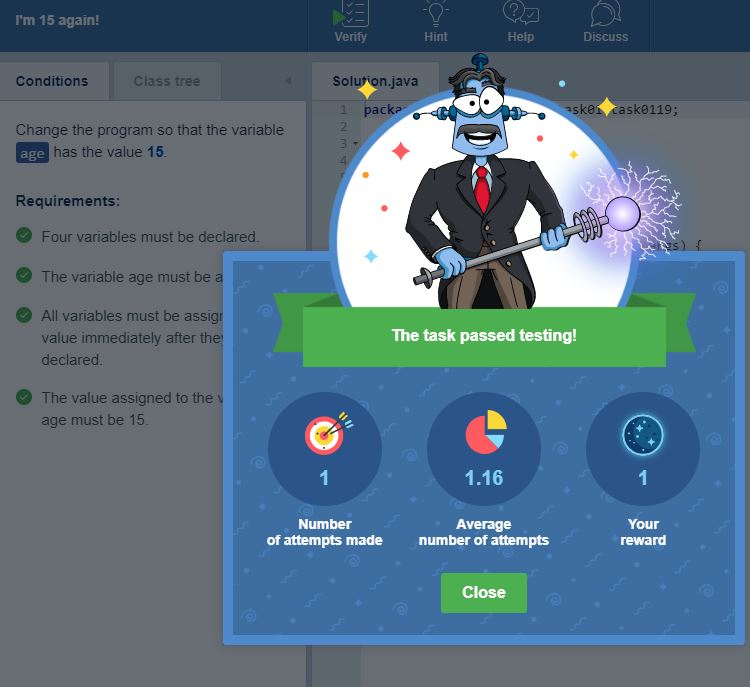 I'm 15 again!
Verify
Hint
Help
Discuss
Conditions
Class tree
Solution.java
Change the program so that the variable
age has the value 15.
Requirements:
Four variables must be declared.
The variable age must be a
All variables must be assign
value immediately after they
declared.
The value assigned to the v
age must be 15.
1
task0119;
2
3
4
) {
The task passed testing!
1
Number
of attempts made
1.16
Average
number of attempts
1
Your
reward
Close